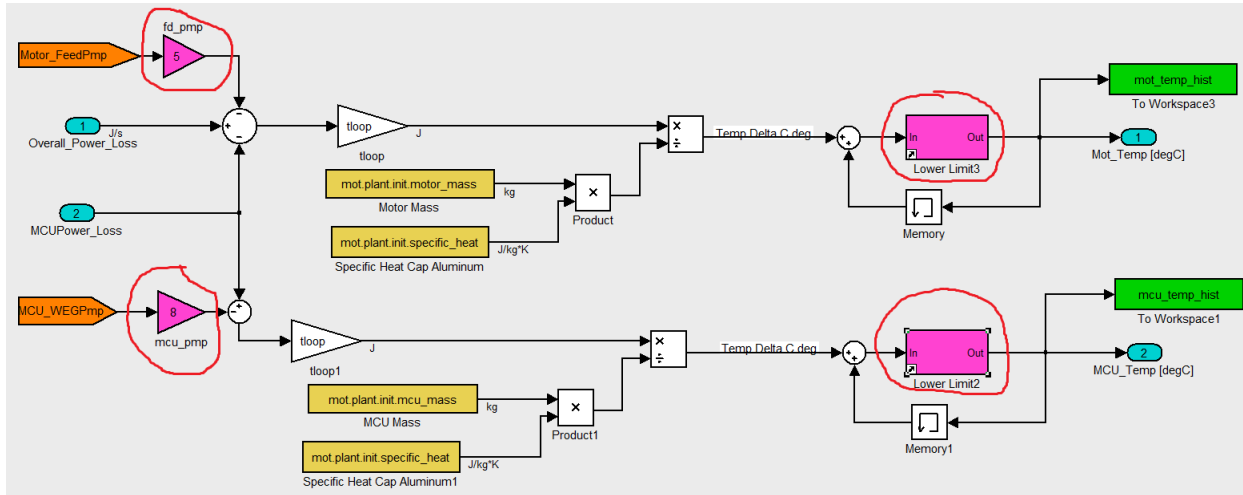 fd_pmp
Motor_FeedPmp
5
mot_temp_hist
To Workspace3
1
J/s
Overall_Power_Loss
tloop
J
tloop
Temp Delta C deg
In
Out
Lower Limit3
1
Mot_Temp [degC]
mot.plant.init.motor_mass
kg
Motor Mass
Product
Memory
2
MCUPower_Loss
mot.plant.init.specific_heat
J/kg*K
Specific Heat Cap Aluminum
MCU_WEGPmp
8
mcu_pmp
mcu_temp_hist
To Workspace1
tloop
J
tloop1
Temp Delta C deg
In
Out
Lower Limit2
2
MCU_Temp [degC]
mot.plant.init.mcu_mass
kg
MCU Mass
Product1
Memory1
mot.plant.init.specific_heat
J/kg*K
Specific Heat Cap Aluminum1